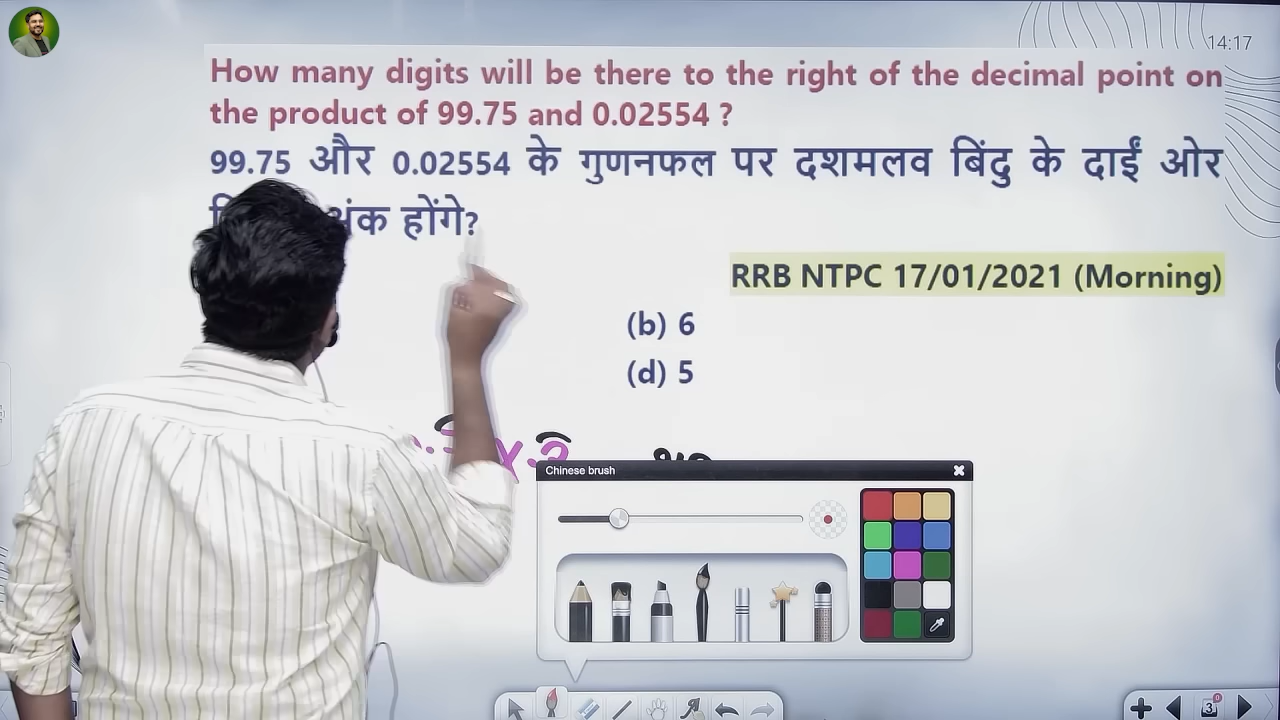 14:17
How many digits will be there to the right of the decimal point on
the product of 99.75 and 0.02554 ?
99.75 और 0.02554 के गुणनफल पर दशमलव बिंदु के दाईं ओर
अंक होंगे?
RRB NTPC 17/01/2021 (Morning)
(b) 6
(d) 5
Chinese brush
3